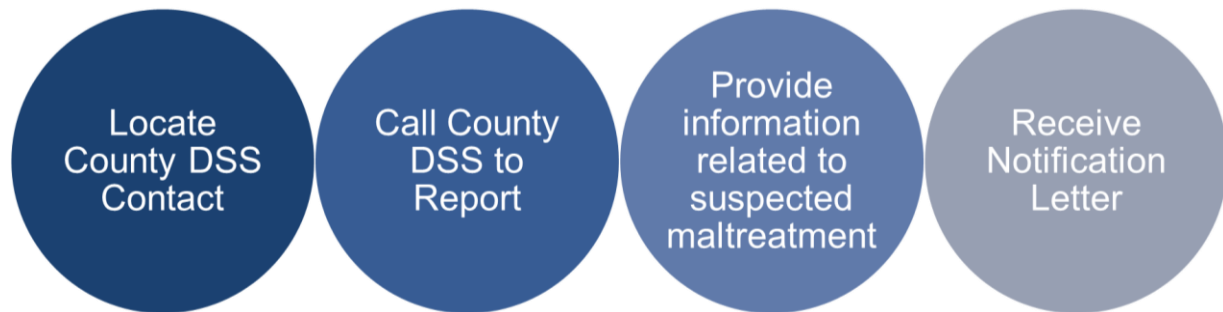 Locate
County DSS
Contact
Call County
DSS to
Report
Provide
information
related to
suspected
maltreatment
Receive
Notification
Letter